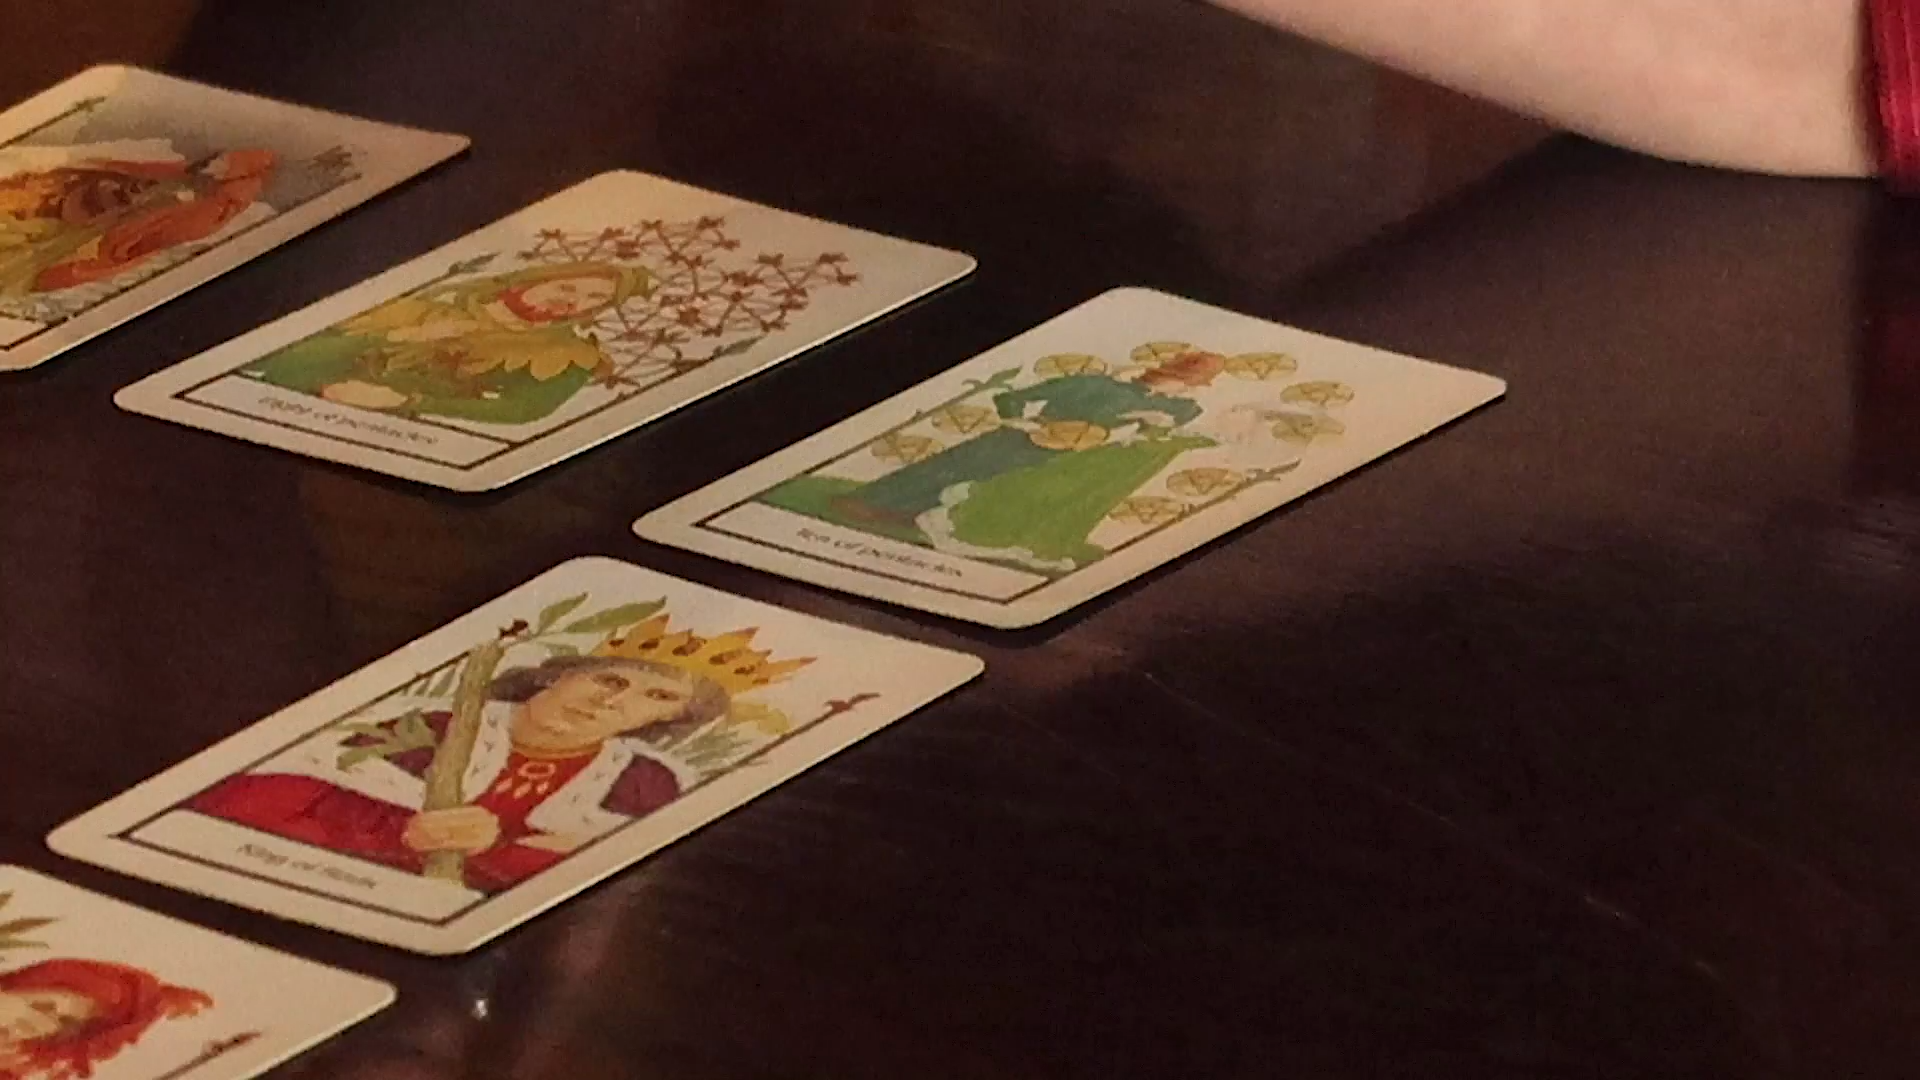 Eight of pentacles
Ten of pentacles
King of Rods